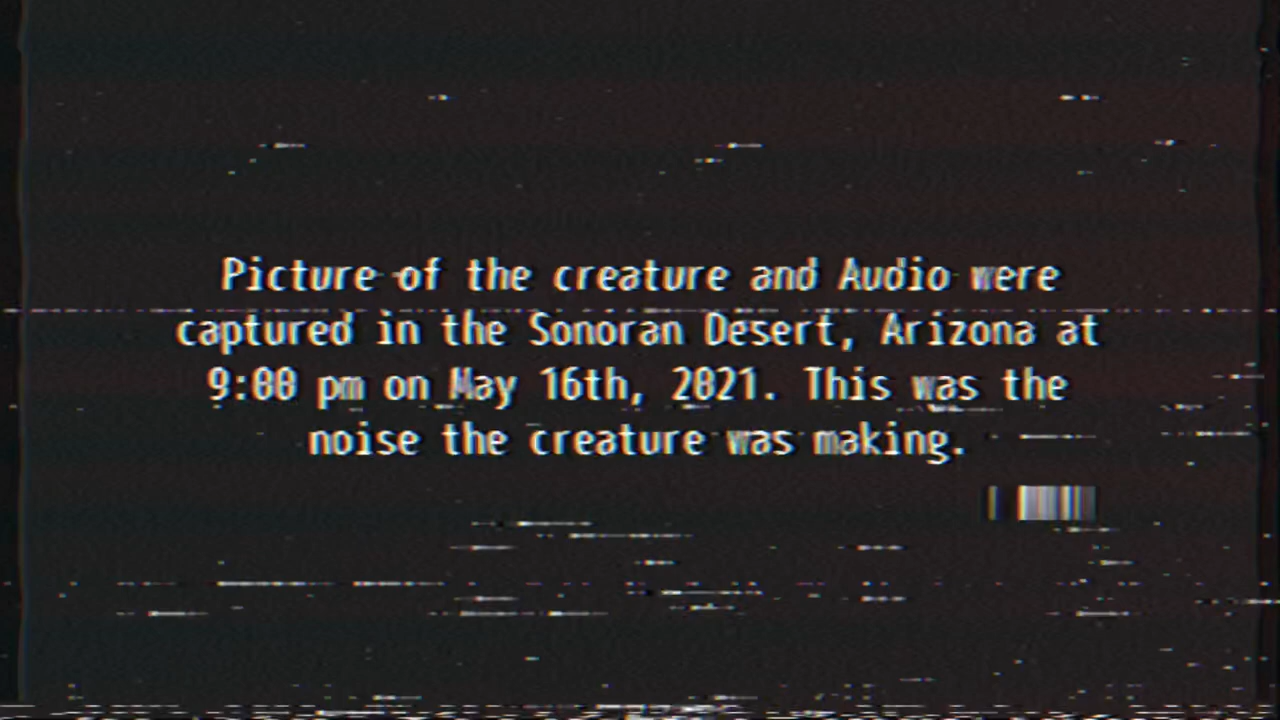 Picture of the creature and Audio were
captured in the Sonoran Desert, Arizona at
9:00 pm on May 16th, 2021. This was the
noise the creature was making.